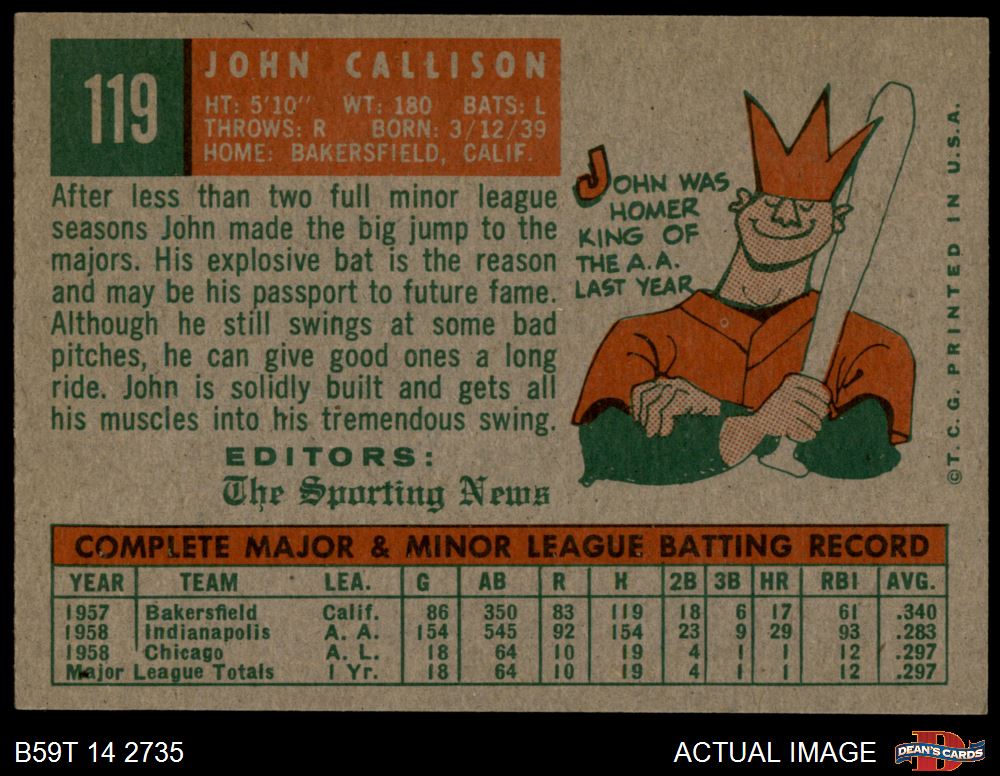 119
JOHN CALLISON
HT: 5'10" WT: 180 BATS: L
THROWS: R BORN: 3/12/39
HOME: BAKERSFIELD, CALIF.
After less than two full minor league
seasons John made the big jump to the
majors. His explosive bat is the reason
and may be his passport to future fame.
Although he still swings at some bad
pitches, he can give good ones a long
ride. John is solidly built and gets all
his muscles into his tremendous swing.
EDITORS:
The Sporting News
JOHN WAS
HOMER
KING OF
THE A.A.
LAST YEAR
©T. C. G. PRINTED IN U.S.A.
COMPLETE MAJOR & MINOR LEAGUE BATTING RECORD
YEAR TEAM LEA. G AB R H 2B 3B HR RBI AVG.
1957 Bakersfield Calif. 86 350 83 119 18 6 17 61 .340
1958 Indianapolis A. A. 154 545 92 154 23 9 29 93 .283
1958 Chicago A. L. 18 64 10 19 4 1 1 12 .297
Major League Totals 1 Yr. 18 64 10 19 4 1 1 12 .297
B59T 14 2735
ACTUAL IMAGE
D
DEAN'S CARDS